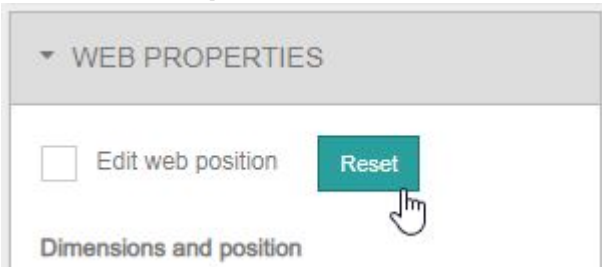 WEB PROPERTIES
Edit web position Reset
Dimensions and position